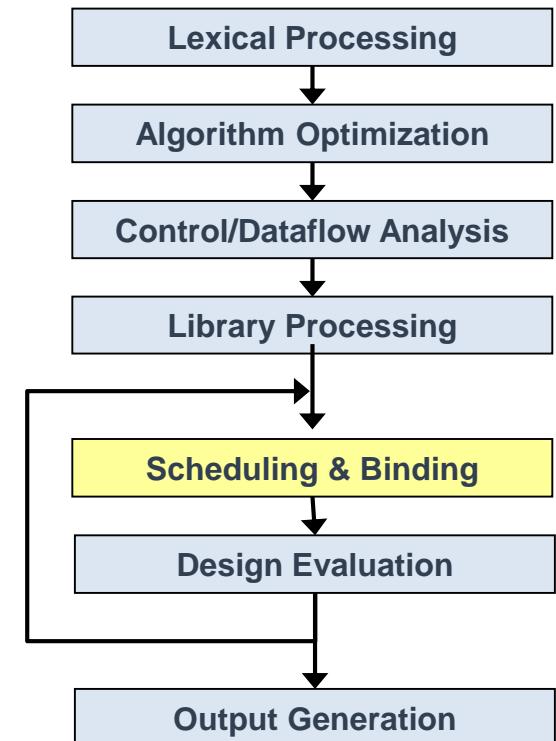 Lexical Processing
Algorithm Optimization
Control/Dataflow Analysis
Library Processing
Scheduling & Binding
Design Evaluation
Output Generation